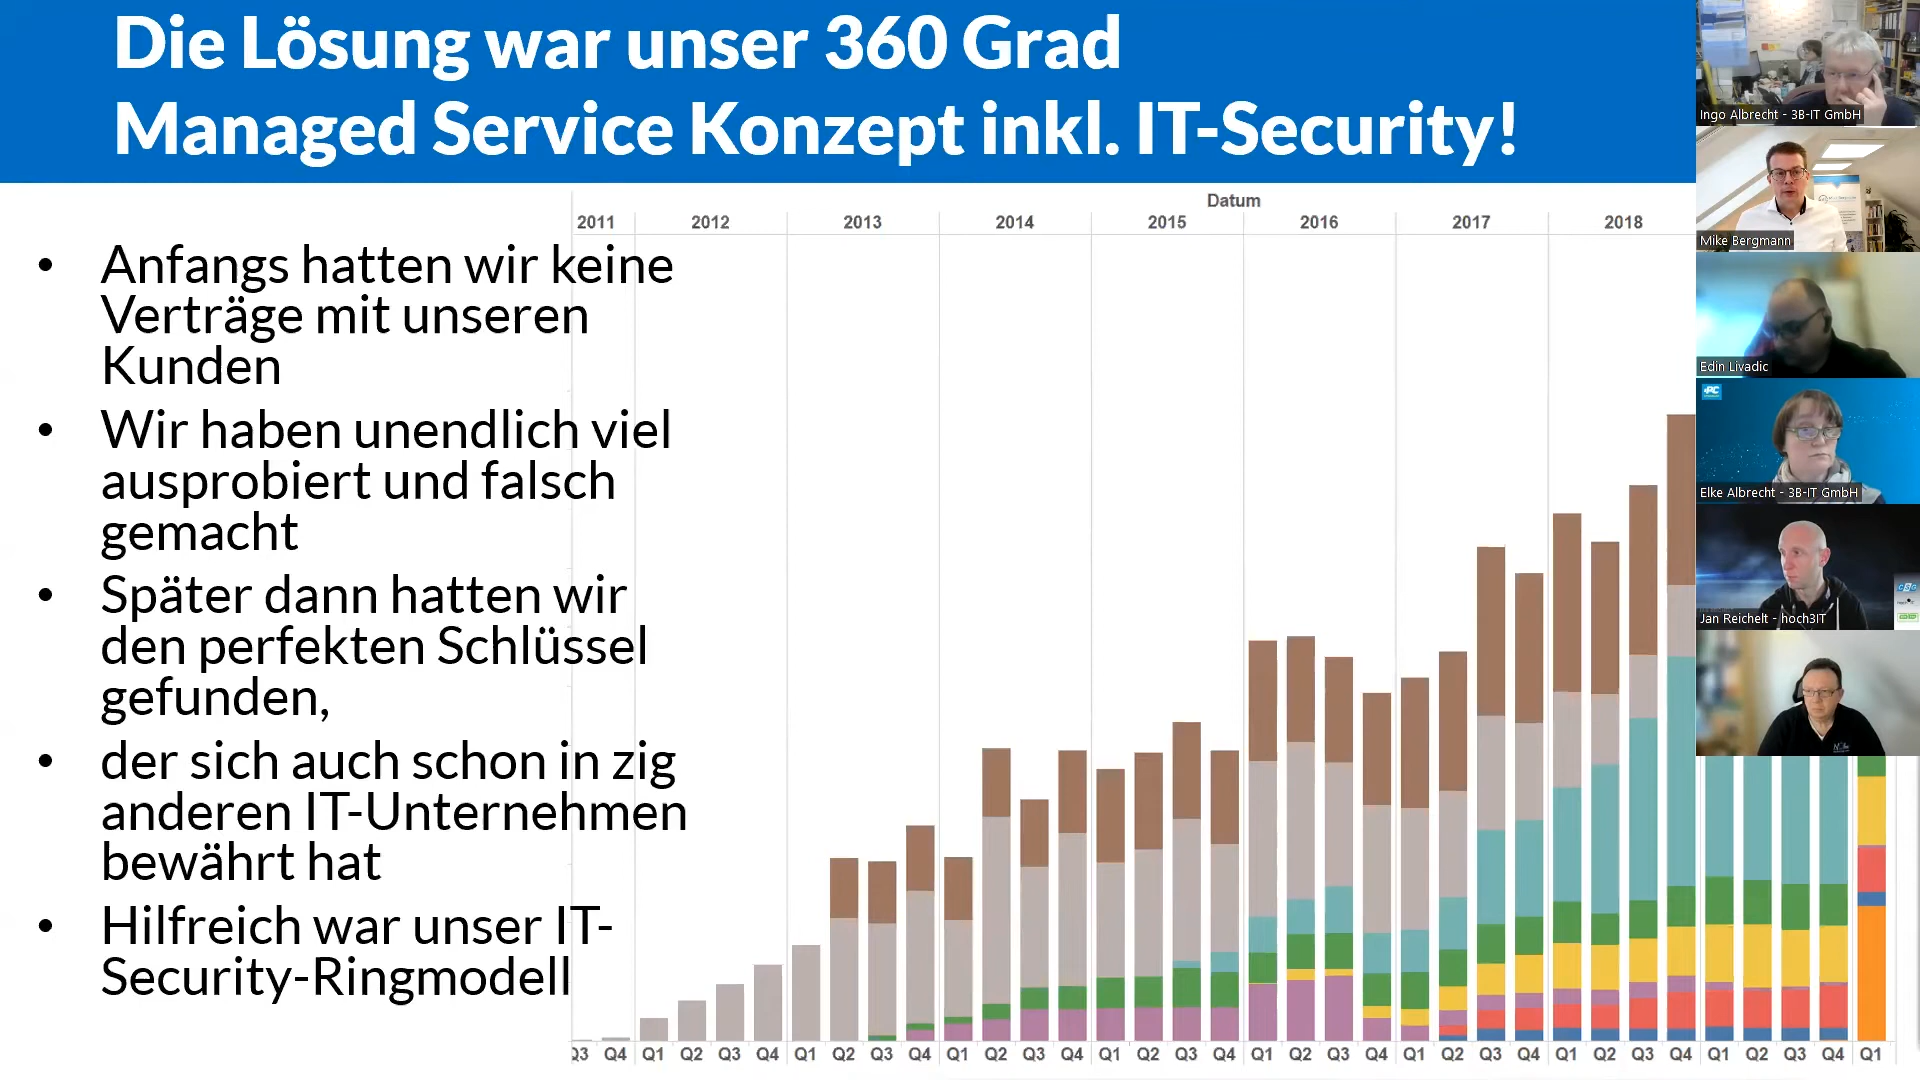 Die Lösung war unser 360 Grad
Managed Service Konzept inkl. IT-Security!
Anfangs hatten wir keine
Verträge mit unseren
Kunden
Wir haben unendlich viel
ausprobiert und falsch
gemacht
Später dann hatten wir
den perfekten Schlüssel
gefunden,
der sich auch schon in zig
anderen IT-Unternehmen
bewährt hat
Hilfreich war unser IT-
Security-Ringmodell
Datum
2011 2012 2013 2014 2015 2016 2017 2018
Q3 Q4 Q1 Q2 Q3 Q4 Q1 Q2 Q3 Q4 Q1 Q2 Q3 Q4 Q1 Q2 Q3 Q4 Q1 Q2 Q3 Q4 Q1 Q2 Q3 Q4 Q1 Q2 Q3 Q4 Q1 Q2 Q3 Q4 Q1
Ingo Albrecht - 3B-IT GmbH
Mike Bergmann
Edin Livadic
PC
Elke Albrecht - 3B-IT GmbH
Jan Reichelt - hoch3IT